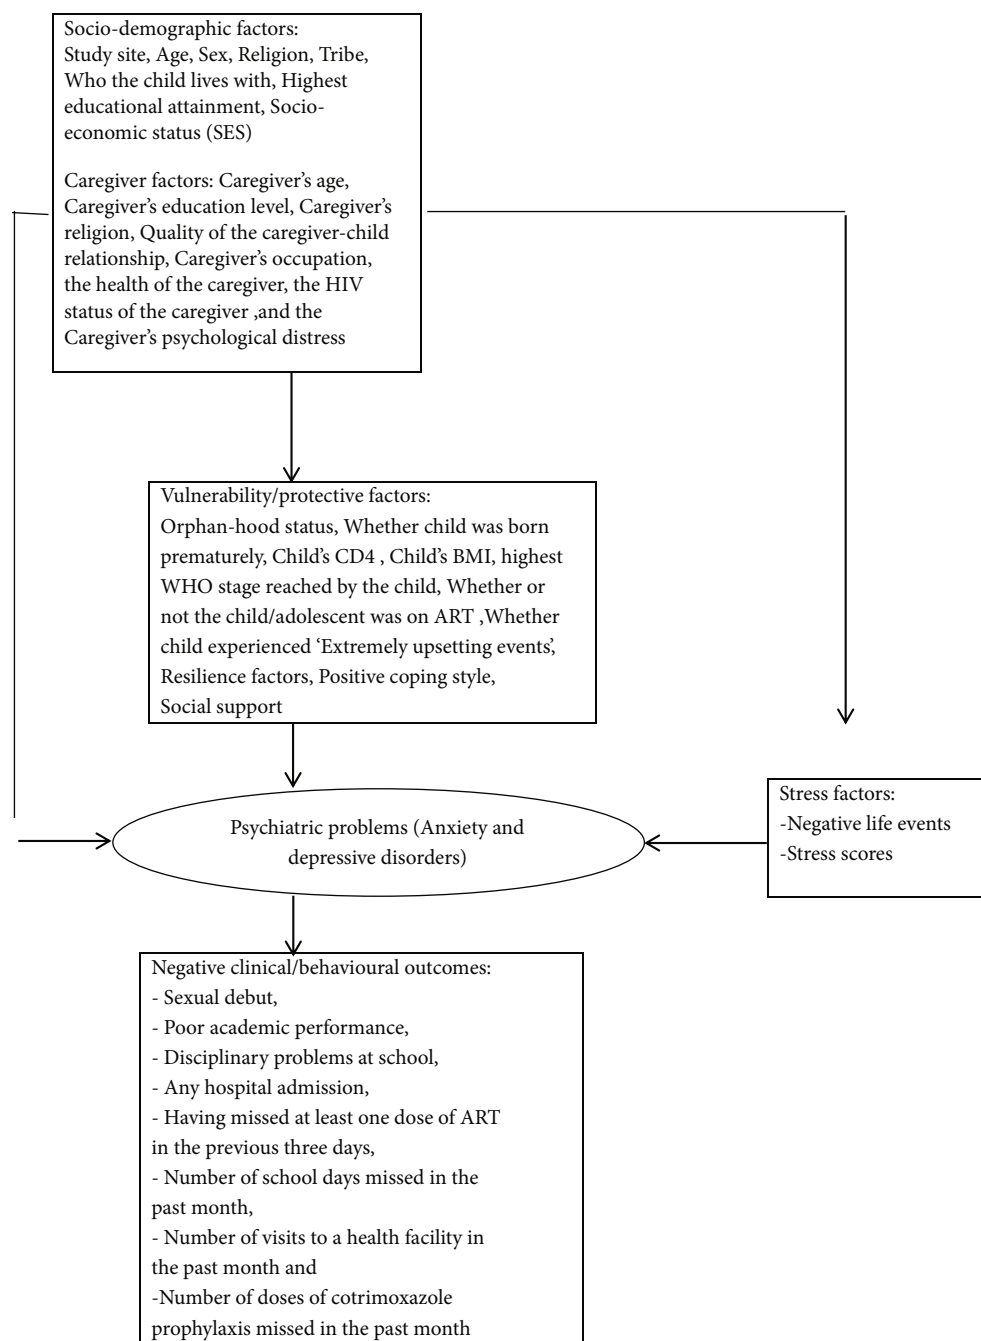 Socio-demographic factors:
Study site, Age, Sex, Religion, Tribe,
Who the child lives with, Highest
educational attainment, Socio-
economic status (SES)
Caregiver factors: Caregiver’s age,
Caregiver’s education level, Caregiver’s
religion, Quality of the caregiver-child
relationship, Caregiver’s occupation,
the health of the caregiver, the HIV
status of the caregiver ,and the
Caregiver’s psychological distress
Vulnerability/protective factors:
Orphan-hood status, Whether child was born
prematurely, Child’s CD4 , Child’s BMI, highest
WHO stage reached by the child, Whether or
not the child/adolescent was on ART ,Whether
child experienced ‘Extremely upsetting events’,
Resilience factors, Positive coping style,
Social support
Psychiatric problems (Anxiety and
depressive disorders)
Stress factors:
-Negative life events
-Stress scores
Negative clinical/behavioural outcomes:
- Sexual debut,
- Poor academic performance,
- Disciplinary problems at school,
- Any hospital admission,
- Having missed at least one dose of ART
in the previous three days,
- Number of school days missed in the
past month,
- Number of visits to a health facility in
the past month and
-Number of doses of cotrimoxazole
prophylaxis missed in the past month